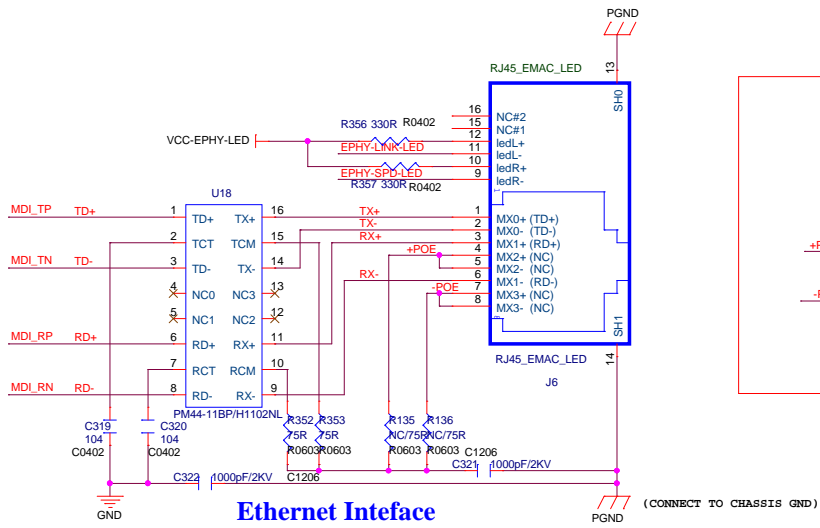 PGND
13
RJ45_EMAC_LED
SH0
16 NC#2
15 NC#1
R356 330R R0402
12 ledL+
VCC-EPHY-LED
EPHY-LINK-LED 11 ledL-
10 ledR+
EPHY-SPD-LED 9 ledR-
R357 330R R0402
U18
MDI_TP TD+ 1 TD+ TX+ 16 TX+ 1 MX0+ (TD+)
TX- 2 MX0- (TD-)
2 TCT TCM 15 RX+ 3 MX1+ (RD+)
+POE 4 MX2+ (NC)
MDI_TN TD- 3 TD- TX- 14 5 MX2- (NC)
RX- 6 MX1- (RD-)
4 NC0 NC3 13 -POE 7 MX3+ (NC)
8 MX3- (NC)
5 NC1 NC2 12
SH1
MDI_RP RD+ 6 RD+ RX+ 11
14
7 RCT RCM 10 RJ45_EMAC_LED
J6
MDI_RN RD- 8 RD- RX- 9
PM44-11BP/H1102NL
C319 C320 R352 R353 R135 R136
104 104 75R 75R NC/75R NC/75R
C0402 C0402 R0603 R0603 R0603 R0603 C1206
C321 1000pF/2KV
C322 1000pF/2KV C1206
GND
Ethernet Inteface
PGND
(CONNECT TO CHASSIS GND)